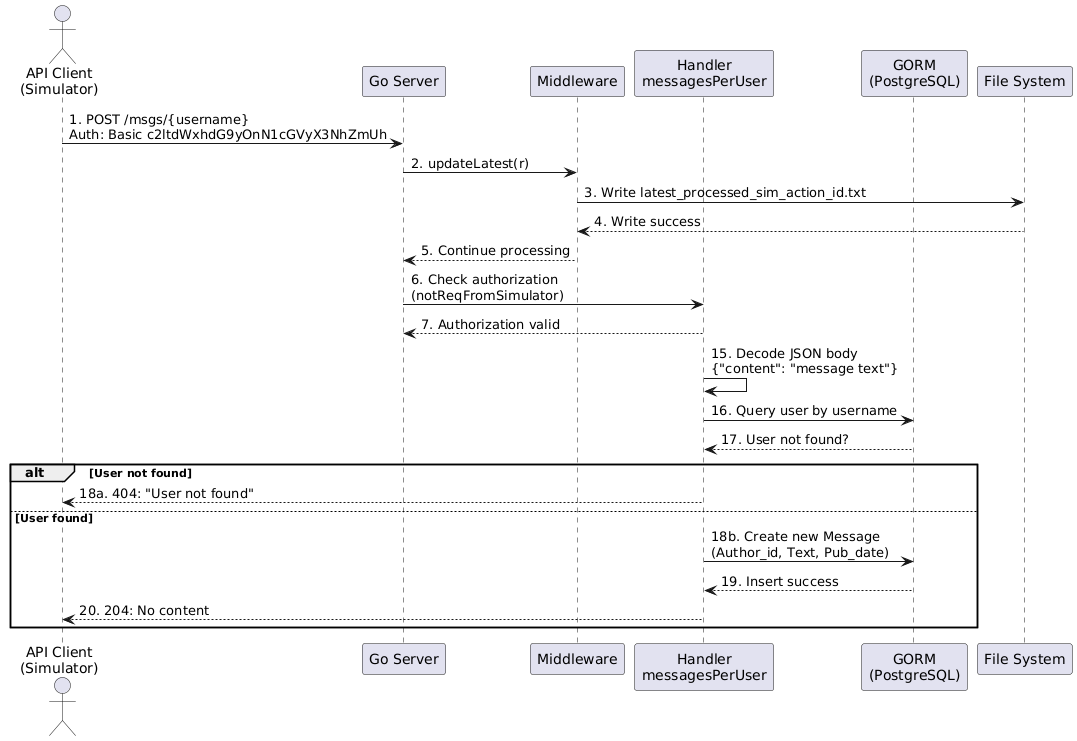 API Client
(Simulator)
Go Server
Middleware
Handler
messagesPerUser
GORM
(PostgreSQL)
File System
1. POST /msgs/{username}
Auth: Basic c2ltdWxhdG9yOnN1cGVyX3NhZmUh
2. updateLatest(r)
3. Write latest_processed_sim_action_id.txt
4. Write success
5. Continue processing
6. Check authorization
(notReqFromSimulator)
7. Authorization valid
15. Decode JSON body
{"content": "message text"}
16. Query user by username
17. User not found?
alt [User not found]
18a. 404: "User not found"
[User found]
18b. Create new Message
(Author_id, Text, Pub_date)
19. Insert success
20. 204: No content
API Client
(Simulator)
Go Server
Middleware
Handler
messagesPerUser
GORM
(PostgreSQL)
File System